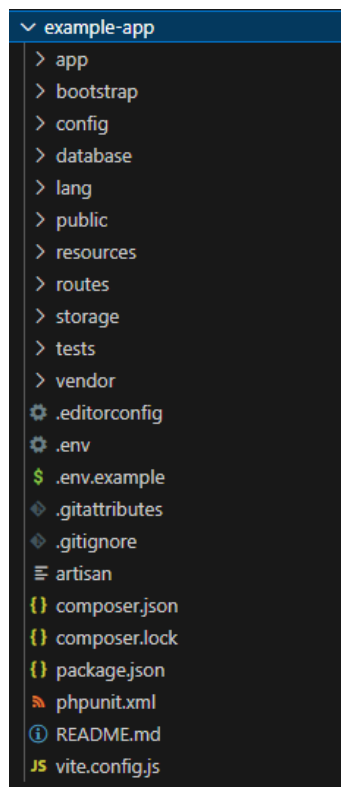 example-app
app
bootstrap
config
database
lang
public
resources
routes
storage
tests
vendor
.editorconfig
.env
$ .env.example
.gitattributes
.gitignore
artisan
{} composer.json
{} composer.lock
{} package.json
phpunit.xml
README.md
JS vite.config.js